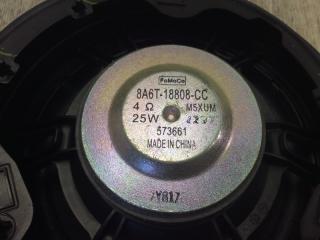 FoMoCo
8A6T-18808-CC
4 Ω M5XUM
25W
573661
MADE IN CHINA